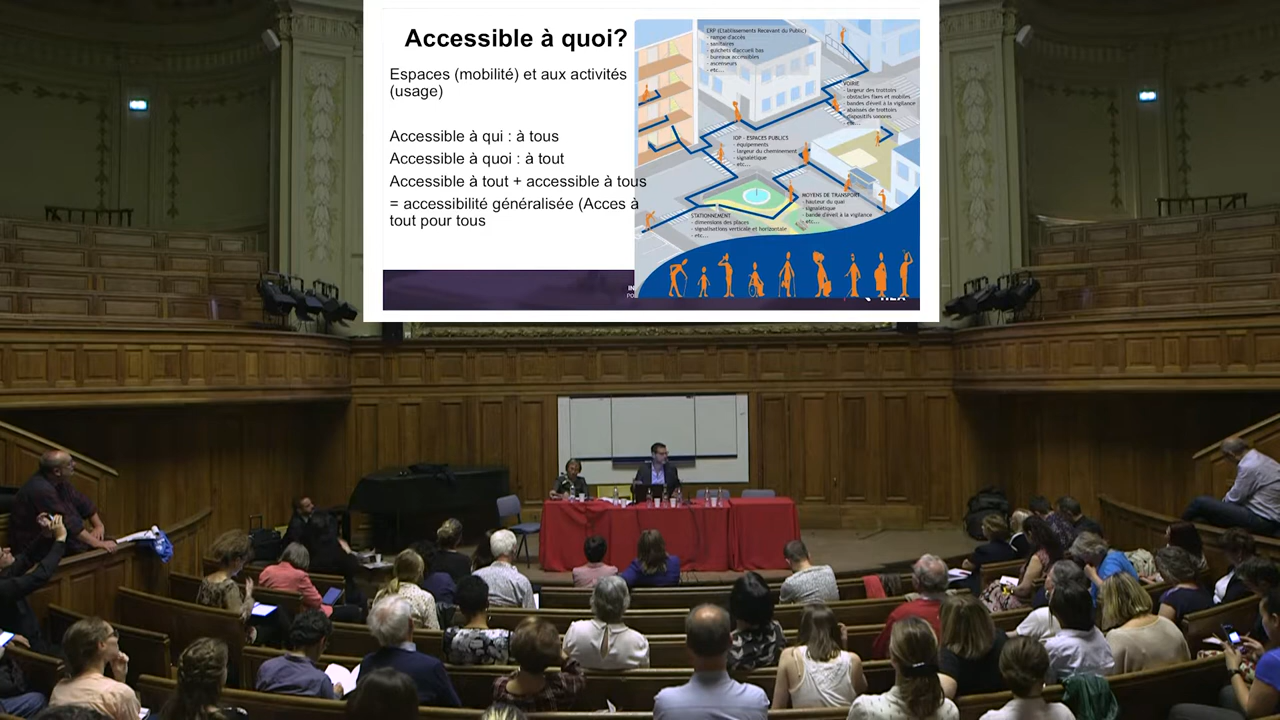 Accessible à quoi?
Espaces (mobilité) et aux activités
(usage)
Accessible à qui : à tous
Accessible à quoi : à tout
Accessible à tout + accessible à tous
= accessibilité généralisée (Acces à
tout pour tous
ERP (Etablissements Recevant du Public)
- rampe d'accès
- sanitaires
- guichets d'accueil bas
- bureaux accessibles
- ascenseurs
- etc...
VOIRIE
- largeur des trottoirs
- obstacles fixes et mobiles
- bandes d'éveil à la vigilance
- abaissés de trottoirs
- dispositifs sonores
- etc...
IOP - ESPACES PUBLICS
- équipements
- largeur du cheminement
- signalétique
- etc...
MOYENS DE TRANSPORT
- hauteur du quai
- signalétique
- bande d'éveil à la vigilance
- etc...
STATIONNEMENT
- dimensions des places
- signalisations verticale et horizontale
- etc...